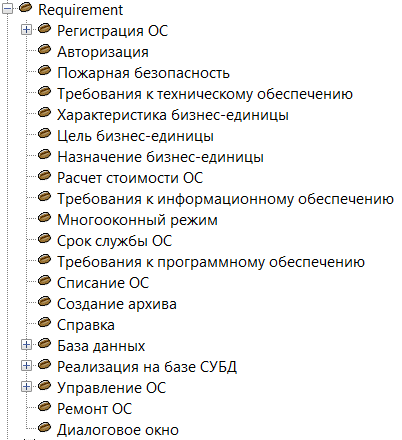 Requirement
Регистрация ОС
Авторизация
Пожарная безопасность
Требования к техническому обеспечению
Характеристика бизнес-единицы
Цель бизнес-единицы
Назначение бизнес-единицы
Расчет стоимости ОС
Требования к информационному обеспечению
Многооконный режим
Срок службы ОС
Требования к программному обеспечению
Списание ОС
Создание архива
Справка
База данных
Реализация на базе СУБД
Управление ОС
Ремонт ОС
Диалоговое окно